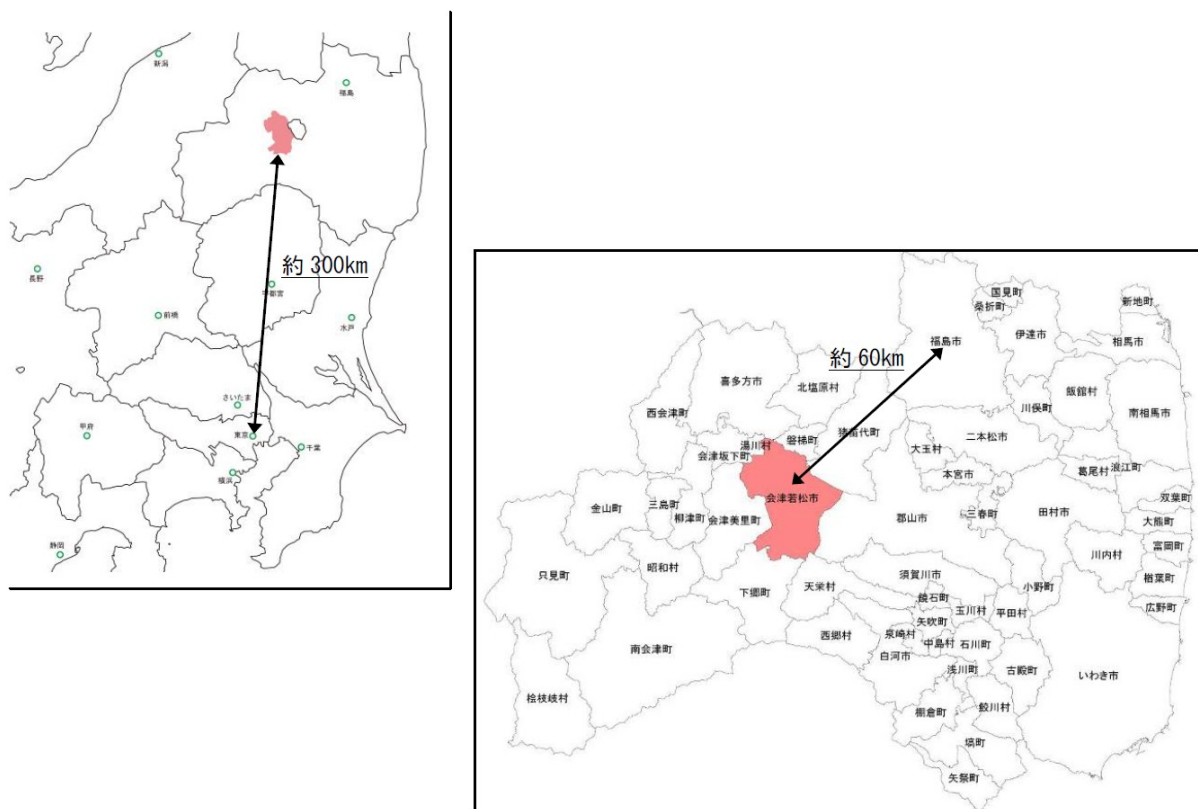 新潟
福島
約300km
長野
宇都宮
前橋
水戸
さいたま
甲府
東京
千葉
横浜
静岡
国見町
桑折町
新地町
福島市
伊達市
相馬市
約60km
喜多方市
北塩原村
飯舘村
西会津町
川俣町
南相馬市
猪苗代町
湯川村
磐梯町
二本松市
会津坂下町
大玉村
本宮市
葛尾村
浪江町
会津若松市
双葉町
金山町
三島町
柳津町
会津美里町
郡山市
三春町
田村市
大熊町
富岡町
川内村
只見町
昭和村
須賀川市
下郷町
天栄村
小野町
楢葉町
鏡石町
玉川村
平田村
広野町
矢吹町
西郷村
泉崎村
中島村
石川町
南会津町
白河市
浅川町
古殿町
いわき市
桧枝岐村
棚倉町
鮫川村
塙町
矢祭町